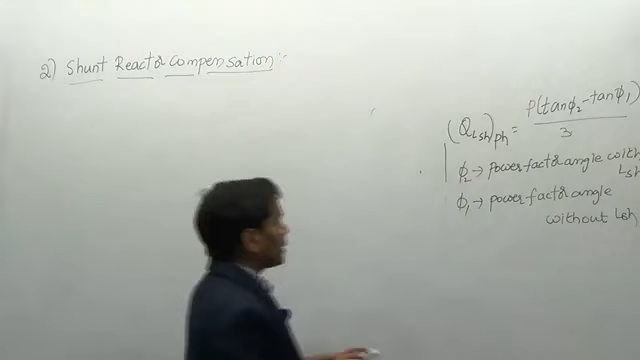 2) Shunt Reactor Compensation :-
(QLsh)ph = P(tanϕ2 - tanϕ1) / 3
ϕ2 → Power factor angle with Lsh
ϕ1 → power factor angle
without Lsh